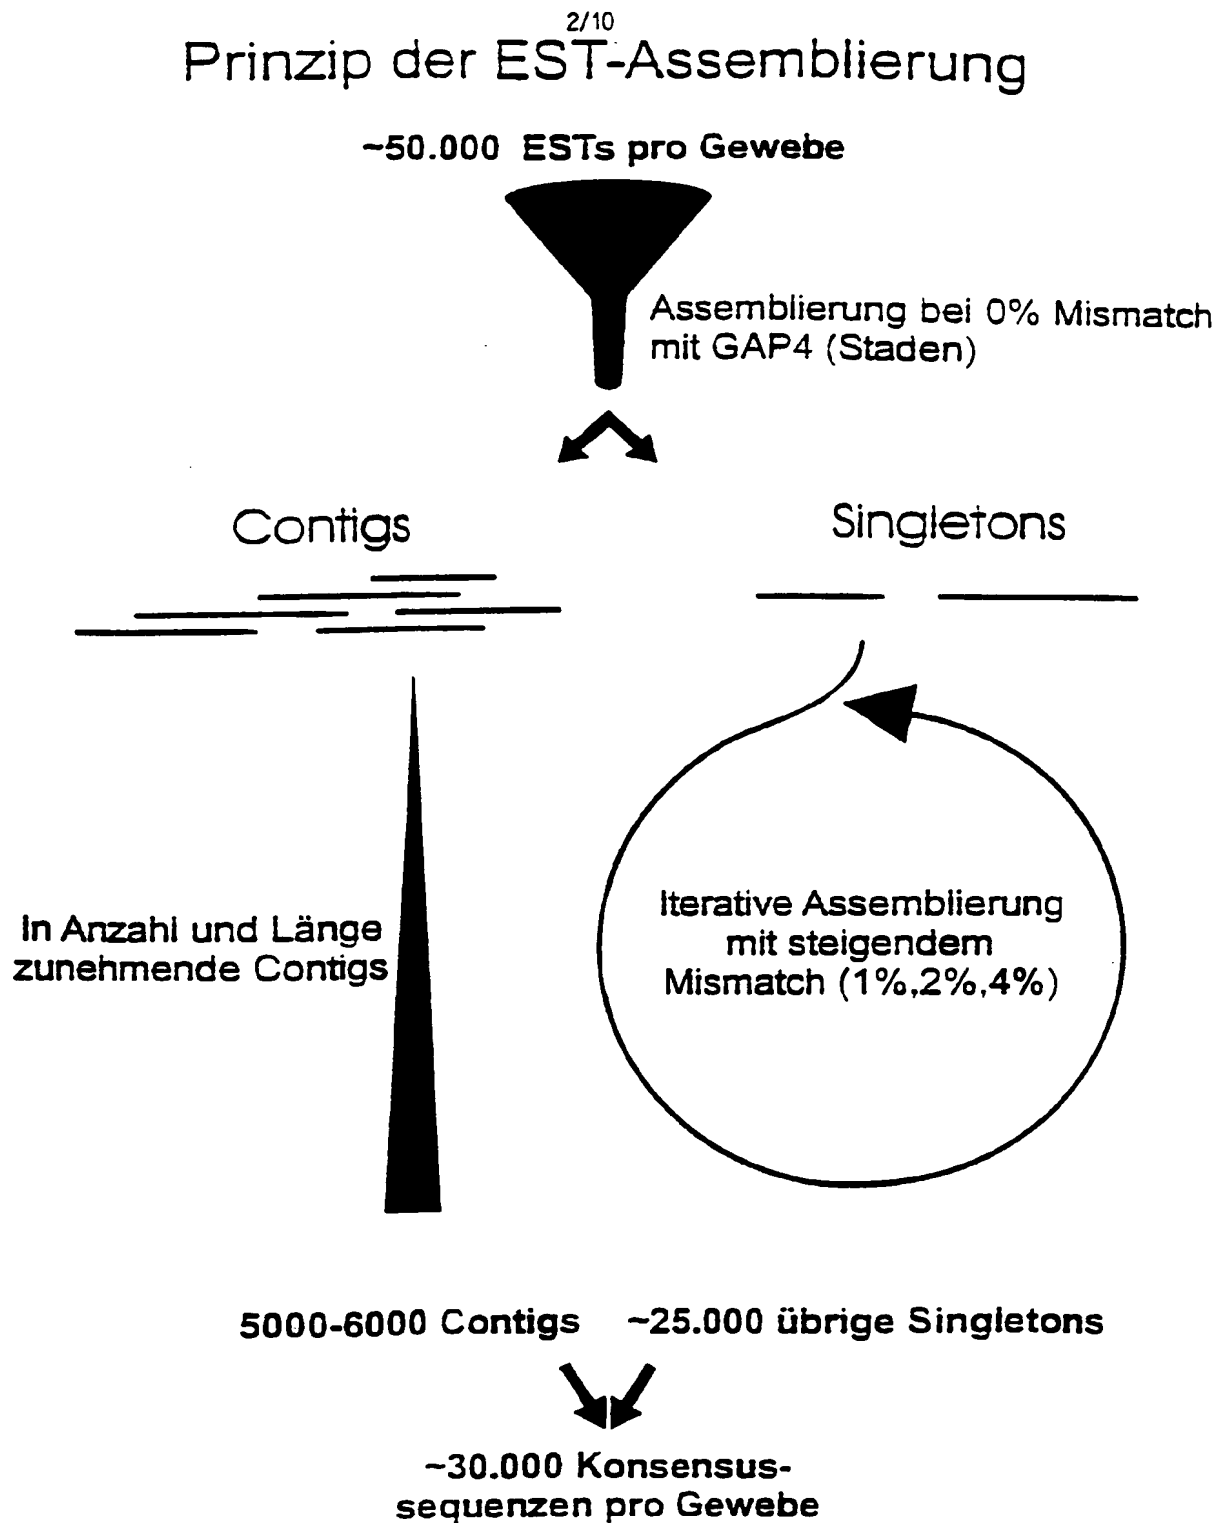 2/10
Prinzip der EST-Assemblierung
~50.000 ESTs pro Gewebe
Assemblierung bei 0% Mismatch
mit GAP4 (Staden)
Contigs
Singletons
In Anzahl und Länge
zunehmende Contigs
Iterative Assemblierung
mit steigendem
Mismatch (1%,2%,4%)
5000-6000 Contigs
~25.000 übrige Singletons
~30.000 Konsensus-
sequenzen pro Gewebe